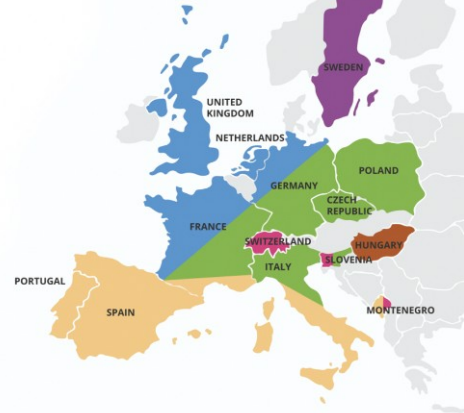 SWEDEN
UNITED
KINGDOM
NETHERLANDS
POLAND
GERMANY
CZECH
REPUBLIC
FRANCE
SWITZERLAND
HUNGARY
SLOVENIA
ITALY
PORTUGAL
SPAIN
MONTENEGRO